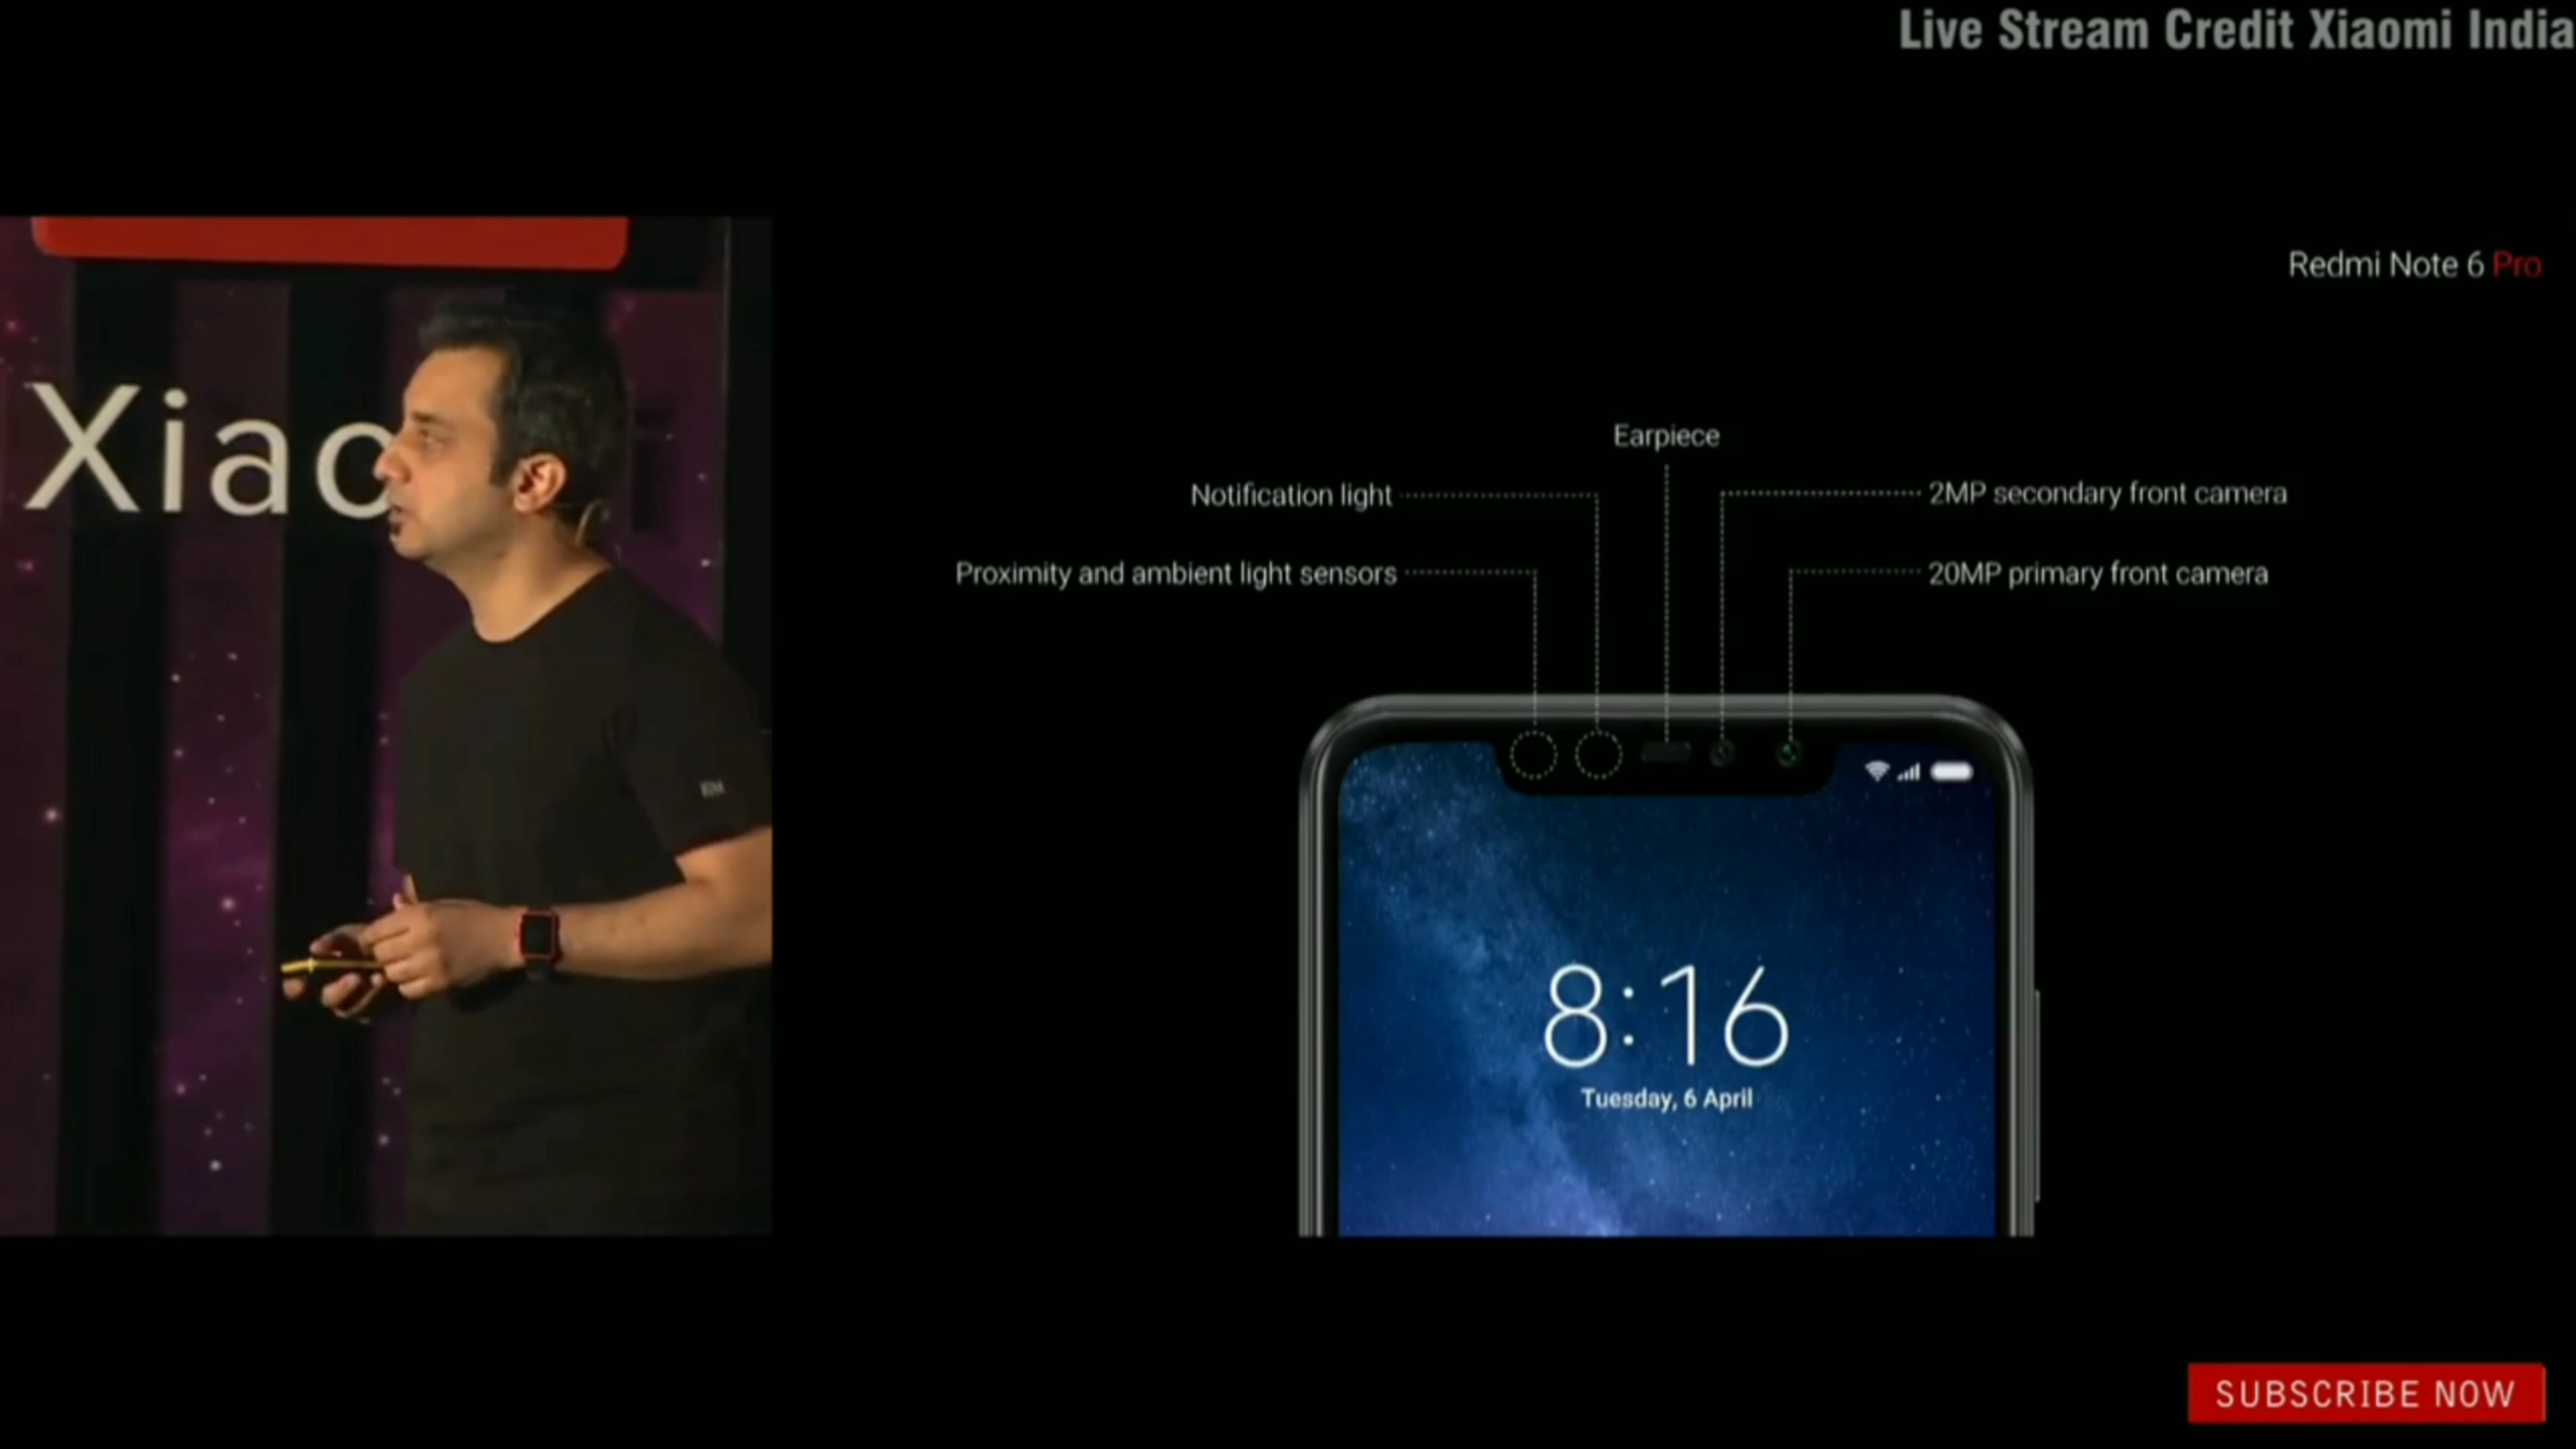 Live Stream Credit Xiaomi India
Redmi Note 6 Pro
Xiao
Earpiece
Notification light
2MP secondary front camera
Proximity and ambient light sensors
20MP primary front camera
8:16
Tuesday, 6 April
SUBSCRIBE NOW